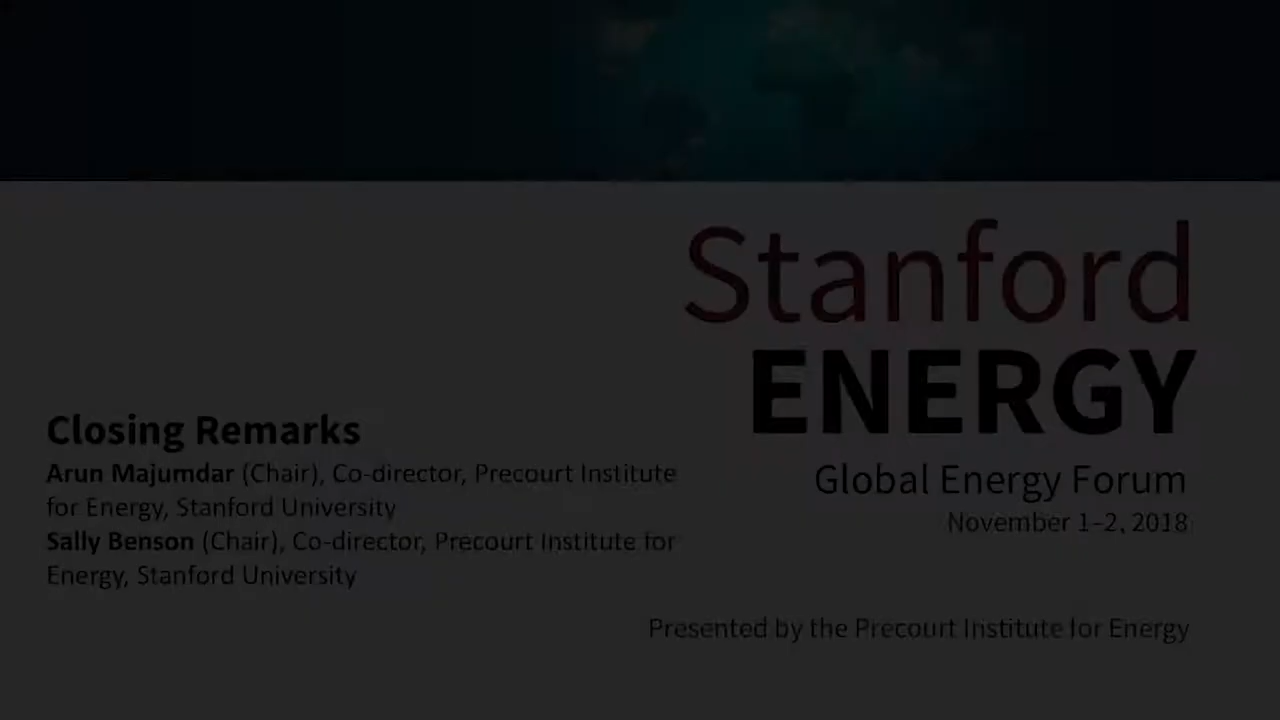 Stanford
ENERGY
Closing Remarks
Arun Majumdar (Chair), Co-director, Precourt Institute
for Energy, Stanford University
Sally Benson (Chair), Co-director, Precourt Institute for
Energy, Stanford University
Global Energy Forum
November 1–2, 2018
Presented by the Precourt Institute for Energy